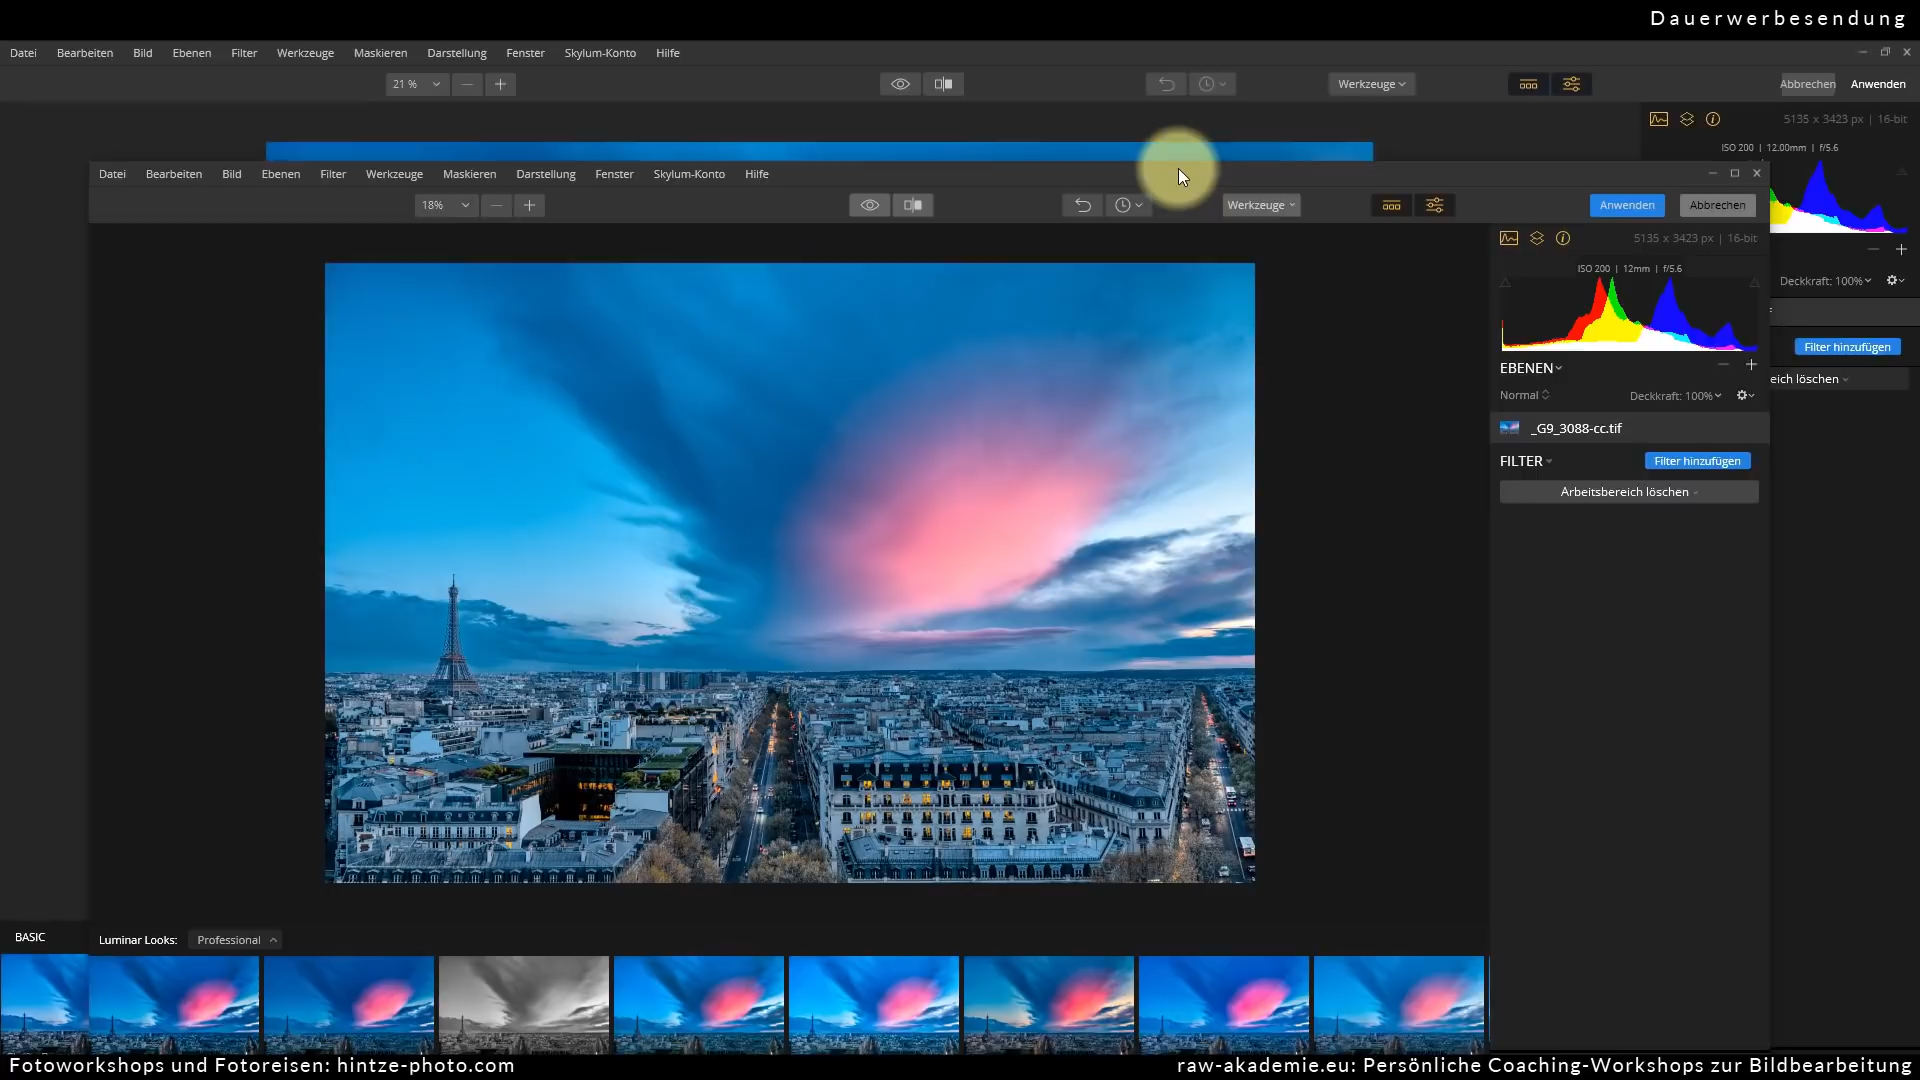 Dauerwerbesendung
Datei Bearbeiten Bild Ebenen Filter Werkzeuge Maskieren Darstellung Fenster Skylum-Konto Hilfe
21 % Werkzeuge Abbrechen Anwenden
5135 x 3423 px | 16-bit
ISO 200 | 12.00mm | f/5.6
Datei Bearbeiten Bild Ebenen Filter Werkzeuge Maskieren Darstellung Fenster Skylum-Konto Hilfe
18% Werkzeuge Anwenden Abbrechen
5135 x 3423 px | 16-bit
ISO 200 | 12mm | f/5.6
Deckkraft: 100%
Filter hinzufügen
eich löschen
EBENEN
Normal Deckkraft: 100%
_G9_3088-cc.tif
FILTER Filter hinzufügen
Arbeitsbereich löschen
BASIC
Luminar Looks: Professional
Fotoworkshops und Fotoreisen: hintze-photo.com
raw-akademie.eu: Persönliche Coaching-Workshops zur Bildbearbeitung